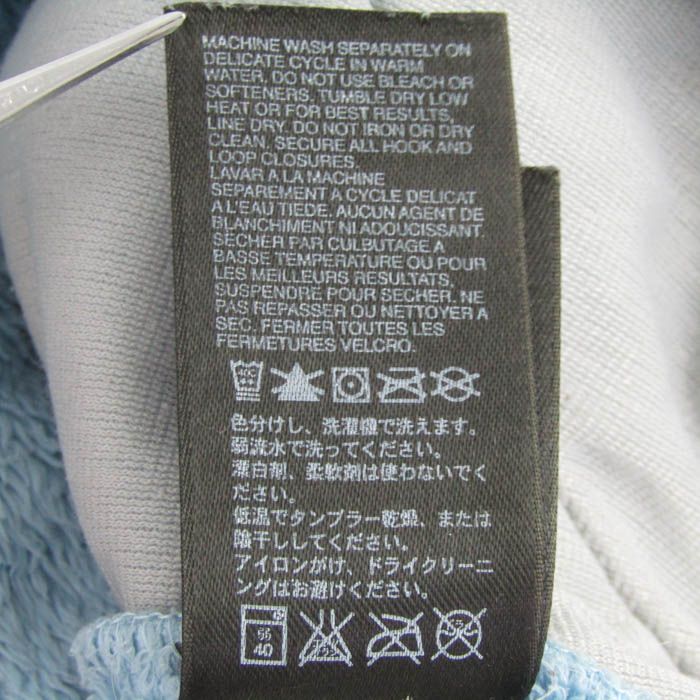 MACHINE WASH SEPARATELY ON
DELICATE CYCLE IN WARM
WATER. DO NOT USE BLEACH OR
SOFTENERS. TUMBLE DRY LOW
HEAT OR FOR BEST RESULTS,
LINE DRY. DO NOT IRON OR DRY
CLEAN. SECURE ALL HOOK AND
LOOP CLOSURES.
LAVAR A LA MACHINE
SEPAREMENT A CYCLE DELICAT
A L'EAU TIEDE. AUCUN AGENT DE
BLANCHIMENT NI ADOUCISSANT.
SECHER PAR CULBUTAGE A
BASSE TEMPERATURE OU POUR
LES MEILLEURS RESULTATS,
SUSPENDRE POUR SECHER. NE
PAS REPASSER OU NETTOYER A
SEC. FERMER TOUTES LES
FERMETURES VELCRO.
40C
色分けし、洗濯機で洗えます。
弱流水で洗ってください。
漂白剤、柔軟剤は使わないでく
ださい。
低温でタンブラー乾燥、または
陰干ししてください。
アイロンがけ、ドライクリーニ
ングはお避けください。
40